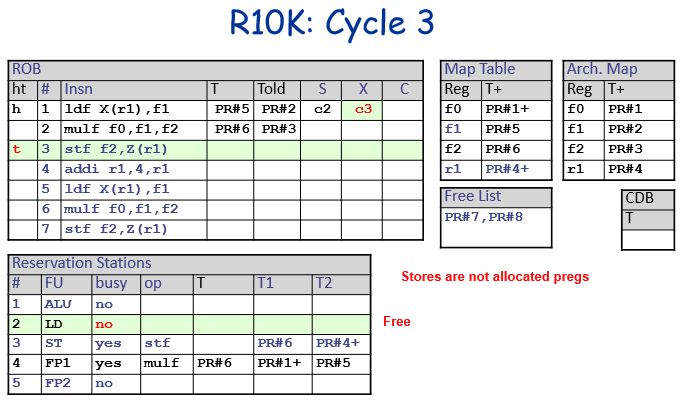 R10K: Cycle 3
ROB
ht # Insn T Told S X C
h 1 ldf X(r1),f1 PR#5 PR#2 c2 c3
2 mulf f0,f1,f2 PR#6 PR#3
t 3 stf f2,Z(r1)
4 addi r1,4,r1
5 ldf X(r1),f1
6 mulf f0,f1,f2
7 stf f2,Z(r1)
Map Table
Reg T+
f0 PR#1+
f1 PR#5
f2 PR#6
r1 PR#4+
Arch. Map
Reg T+
f0 PR#1
f1 PR#2
f2 PR#3
r1 PR#4
Free List
PR#7,PR#8
CDB
T
Reservation Stations
# FU busy op T T1 T2
1 ALU no
2 LD no
3 ST yes stf PR#6 PR#4+
4 FP1 yes mulf PR#6 PR#1+ PR#5
5 FP2 no
Stores are not allocated pregs
Free